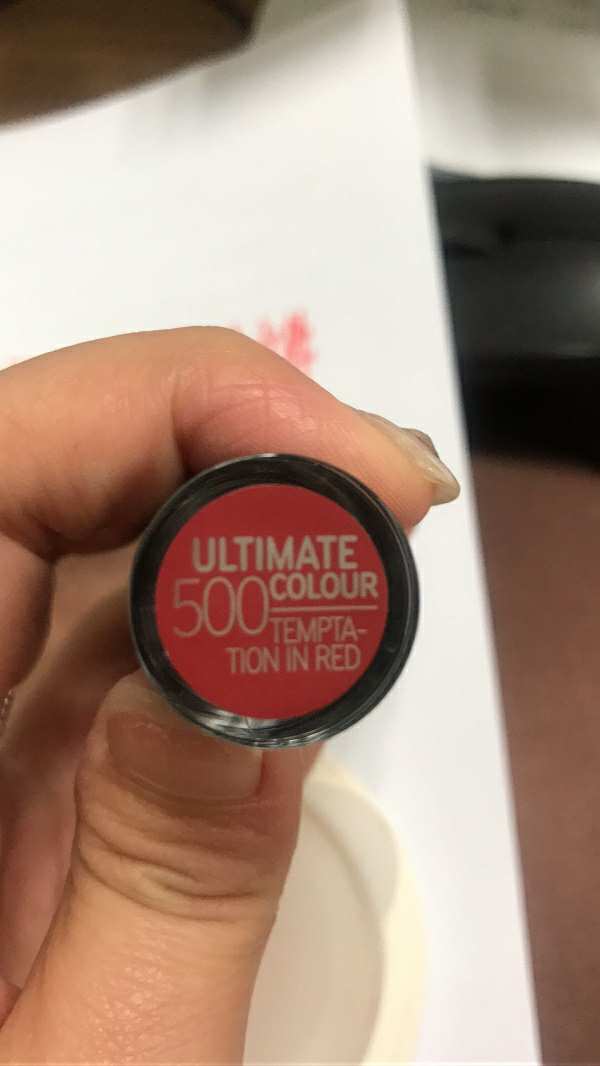 ULTIMATE
500 COLOUR
TEMPTA-
TION IN RED